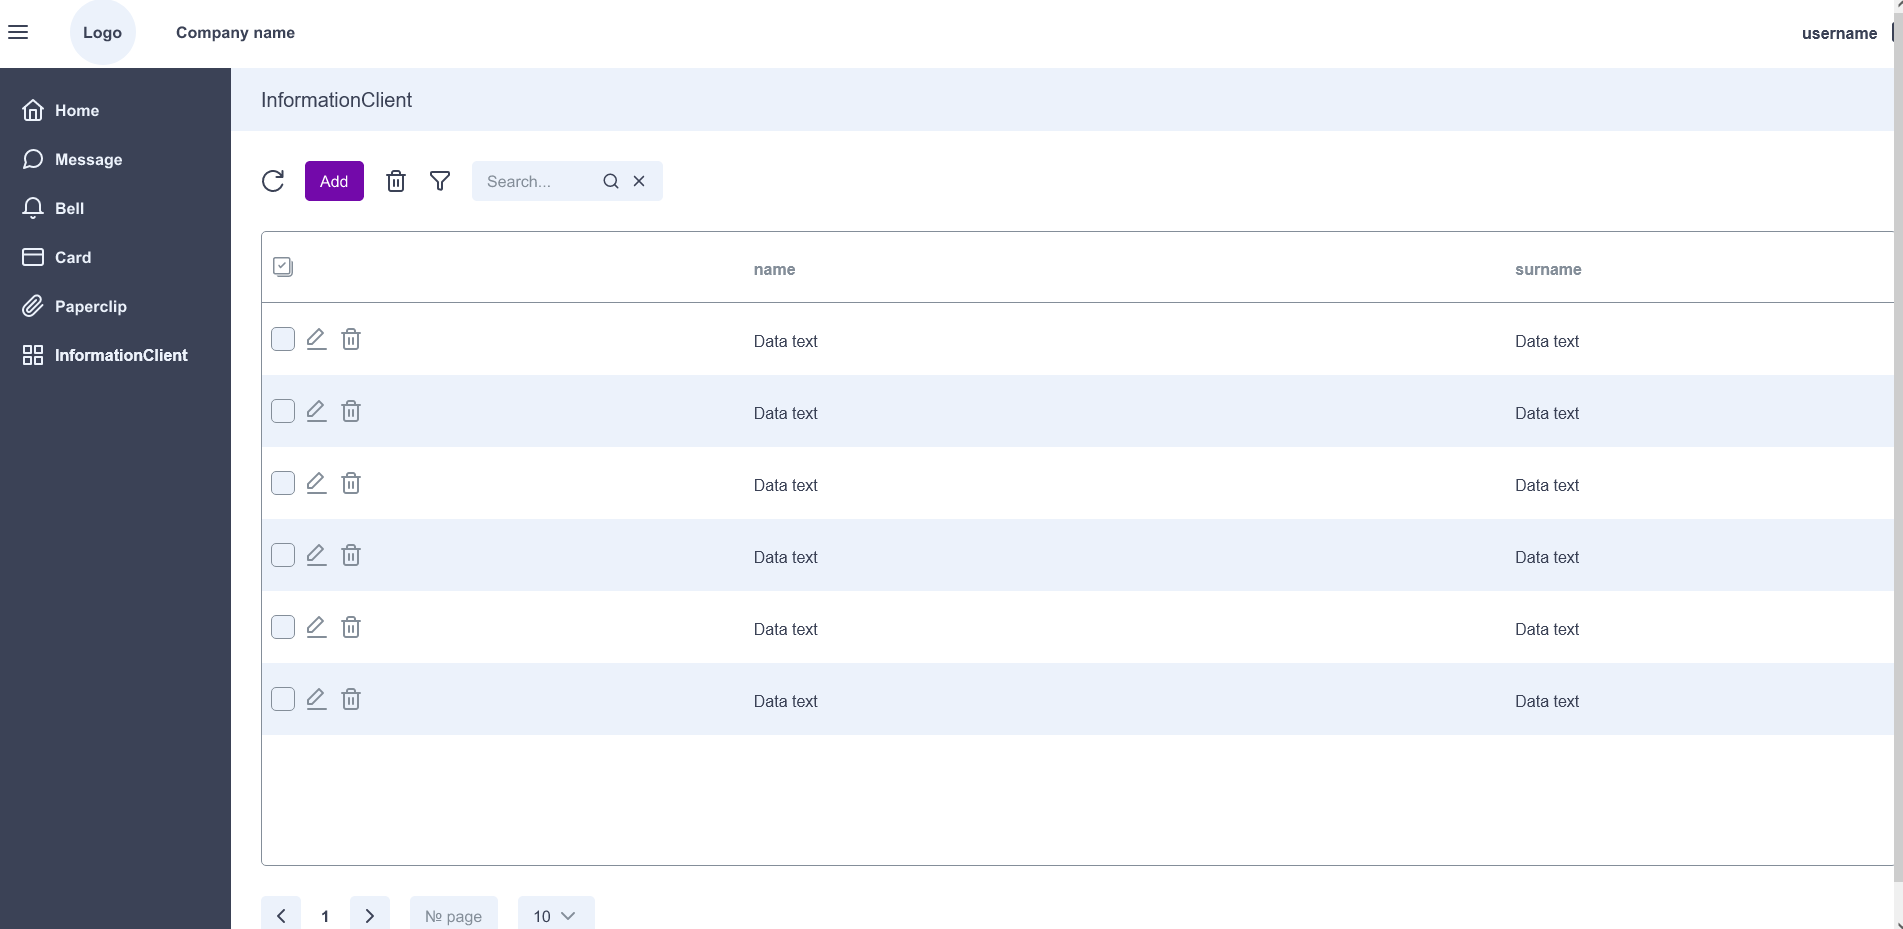 Logo
Company name
username
Home
Message
Bell
Card
Paperclip
InformationClient
InformationClient
Add
Search...
name surname
Data text Data text
Data text Data text
Data text Data text
Data text Data text
Data text Data text
Data text Data text
1 № page 10